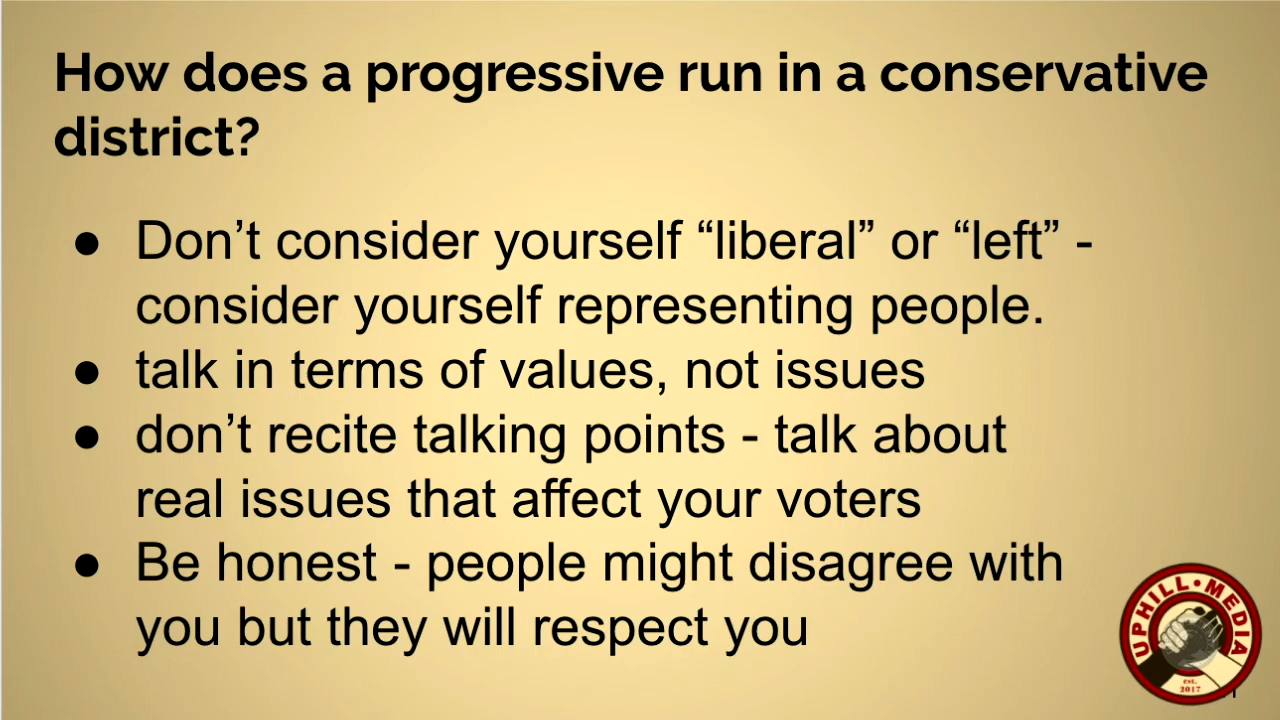 How does a progressive run in a conservative
district?
● Don’t consider yourself “liberal” or “left” -
consider yourself representing people.
● talk in terms of values, not issues
● don’t recite talking points - talk about
real issues that affect your voters
● Be honest - people might disagree with
you but they will respect you
UPHILL • MEDIA
est.
2017